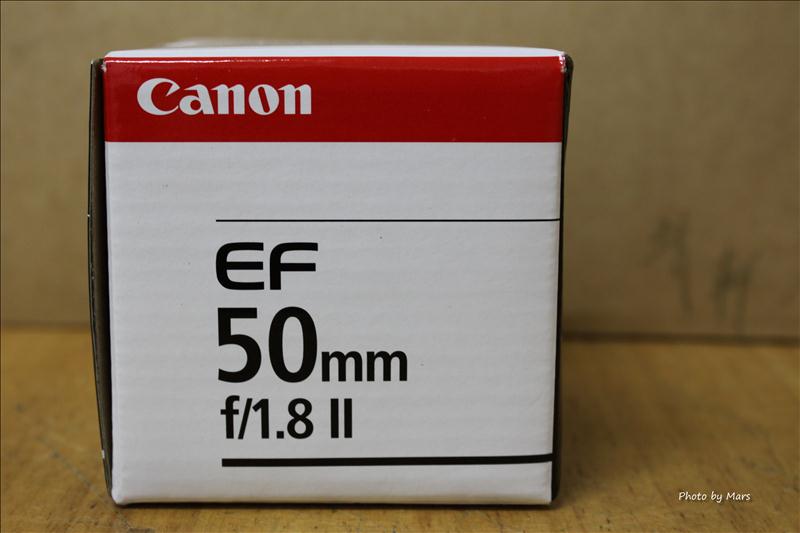 Canon
EF
50mm
f/1.8 II
Photo by Mars